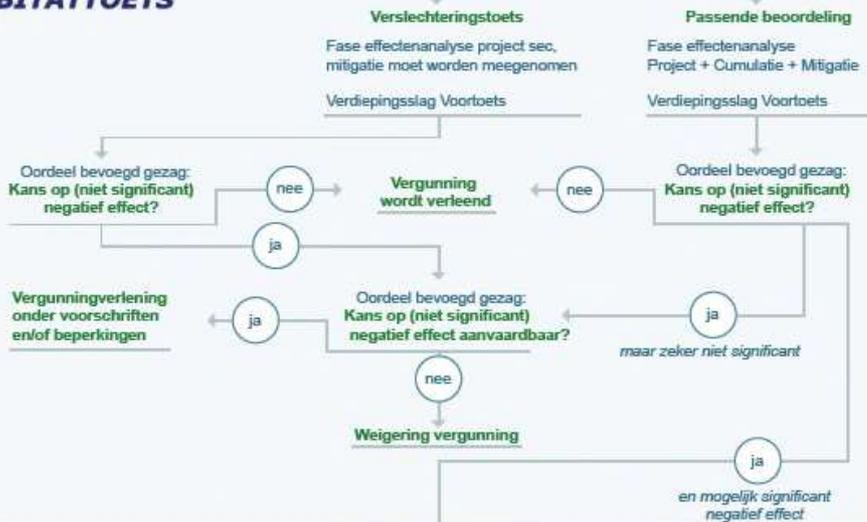 BITATTOETS
Verslechteringstoets
Fase effectenanalyse project sec,
mitigatie moet worden meegenomen
Verdiepingsslag Voortoets
Passende beoordeling
Fase effectenanalyse
Project + Cumulatie + Mitigatie
Verdiepingsslag Voortoets
Oordeel bevoegd gezag:
Kans op (niet significant)
negatief effect?
nee
Vergunning
wordt verleend
nee
Oordeel bevoegd gezag:
Kans op (niet significant)
negatief effect?
ja
Vergunningverlening
onder voorschriften
en/of beperkingen
ja
Oordeel bevoegd gezag:
Kans op (niet significant)
negatief effect aanvaardbaar?
ja
maar zeker niet significant
nee
Weigering vergunning
ja
en mogelijk significant
negatief effect